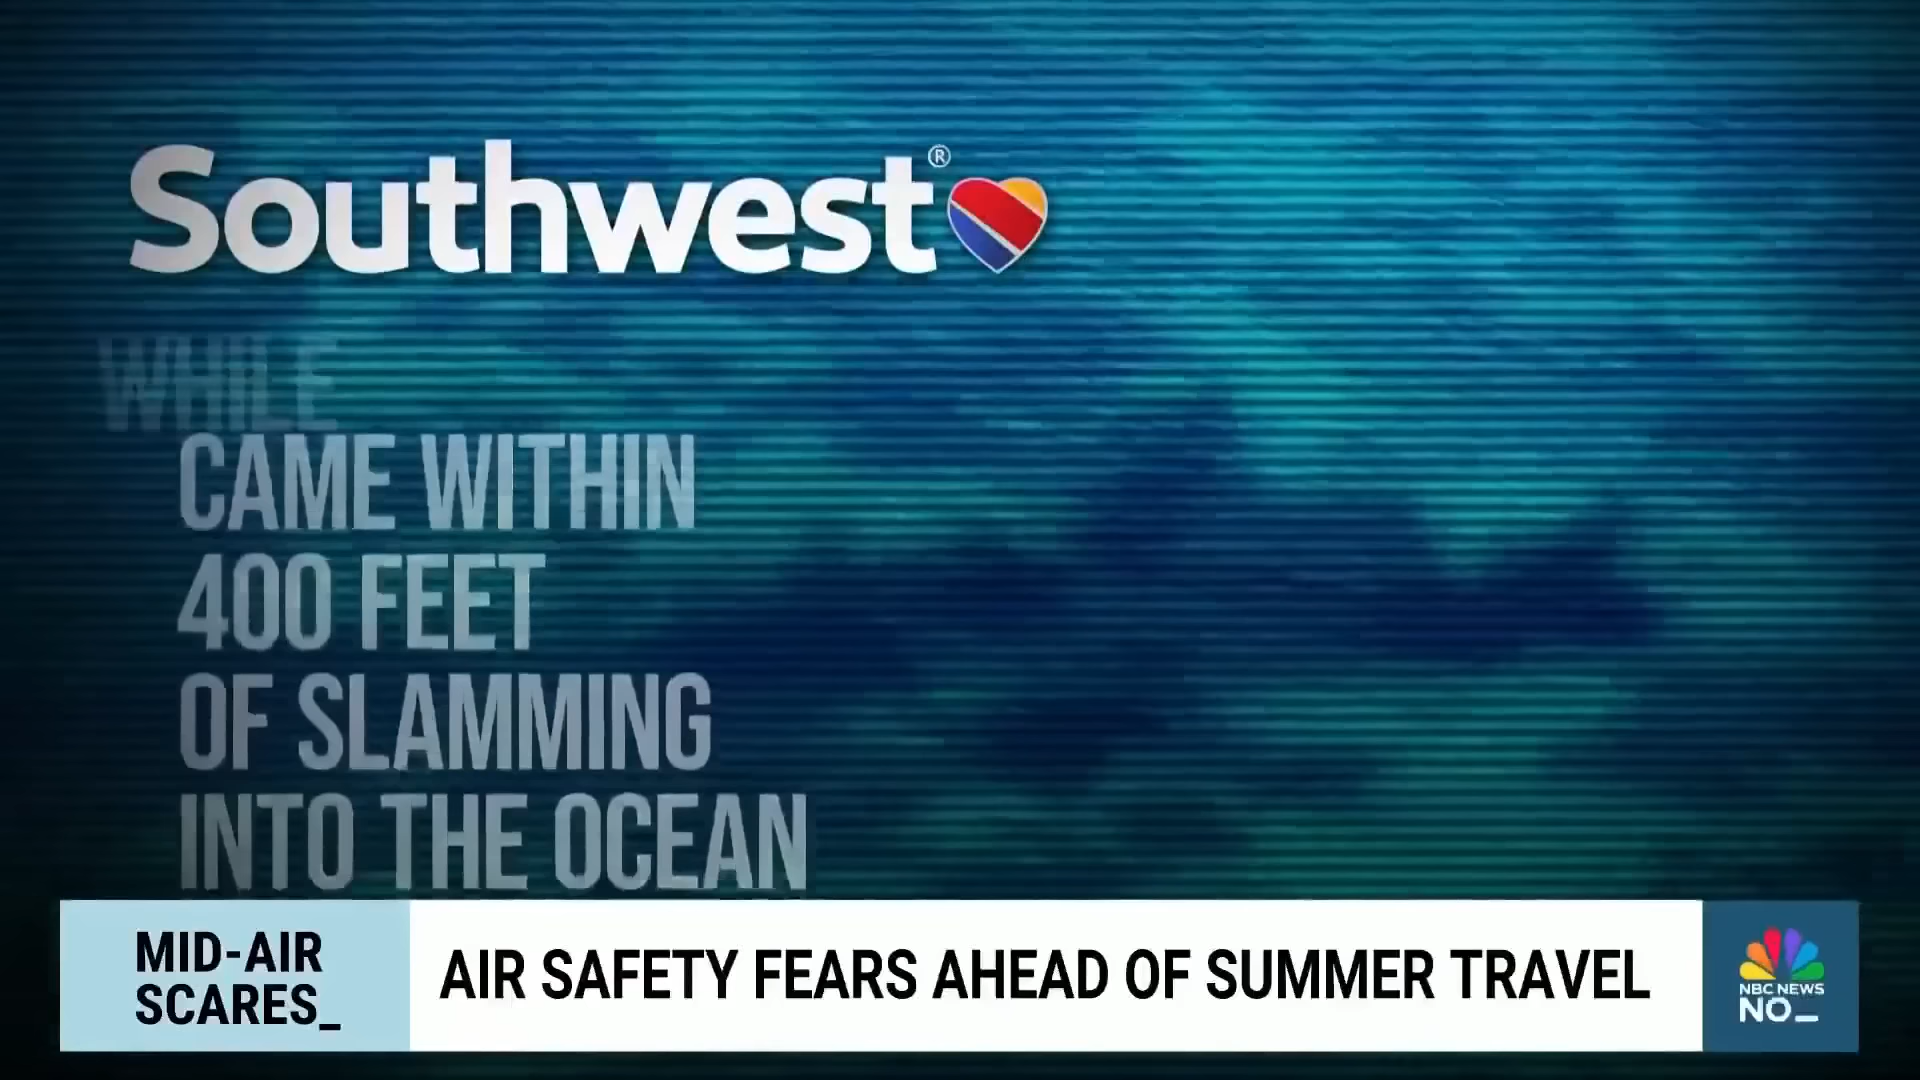 Southwest®
WHILE
CAME WITHIN
400 FEET
OF SLAMMING
INTO THE OCEAN
MID-AIR
SCARES_
AIR SAFETY FEARS AHEAD OF SUMMER TRAVEL
NBC NEWS
NO_